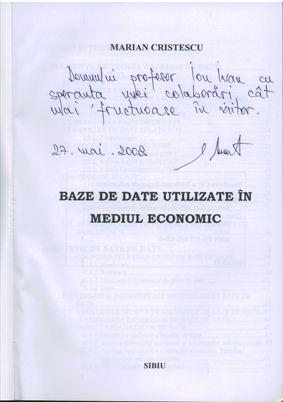 MARIAN CRISTESCU
Domnului profesor Ion Ivan cu
speranta unei colaborări cât
mai fructuoase în viitor.
27. mai. 2008
BAZE DE DATE UTILIZATE ÎN
MEDIUL ECONOMIC
SIBIU